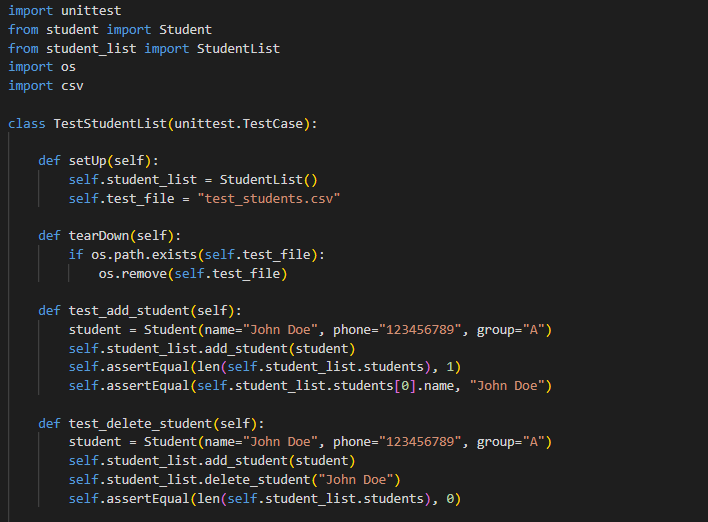 import unittest
from student import Student
from student_list import StudentList
import os
import csv
class TestStudentList(unittest.TestCase):
def setUp(self):
self.student_list = StudentList()
self.test_file = "test_students.csv"
def tearDown(self):
if os.path.exists(self.test_file):
os.remove(self.test_file)
def test_add_student(self):
student = Student(name="John Doe", phone="123456789", group="A")
self.student_list.add_student(student)
self.assertEqual(len(self.student_list.students), 1)
self.assertEqual(self.student_list.students[0].name, "John Doe")
def test_delete_student(self):
student = Student(name="John Doe", phone="123456789", group="A")
self.student_list.add_student(student)
self.student_list.delete_student("John Doe")
self.assertEqual(len(self.student_list.students), 0)